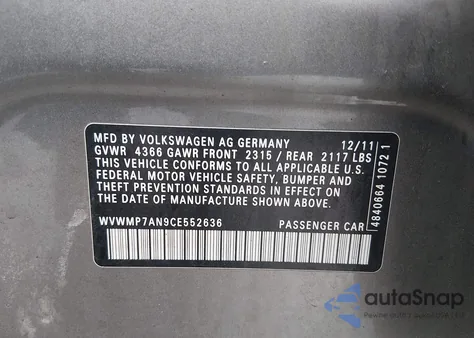 MFD BY VOLKSWAGEN AG GERMANY 12/11
GVWR 4366 GAWR FRONT 2315 / REAR 2117 LBS
THIS VEHICLE CONFORMS TO ALL APPLICABLE U.S.
FEDERAL MOTOR VEHICLE SAFETY, BUMPER AND
THEFT PREVENTION STANDARDS IN EFFECT ON
THE DATE OF MANUFACTURE SHOWN ABOVE
WVWMP7AN9CE552636 PASSENGER CAR
4840664 1072 1
autoSnap